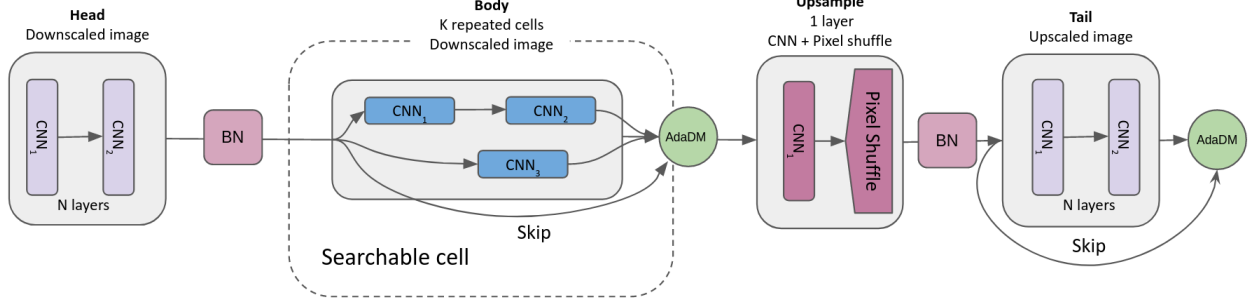 Head
Downscaled image
CNN1
CNN2
N layers
BN
Body
K repeated cells
Downscaled image
CNN1
CNN2
CNN3
Skip
Searchable cell
AdaDM
Upsample
1 layer
CNN + Pixel shuffle
CNN1
Pixel Shuffle
BN
Tail
Upscaled image
CNN1
CNN2
N layers
Skip
AdaDM